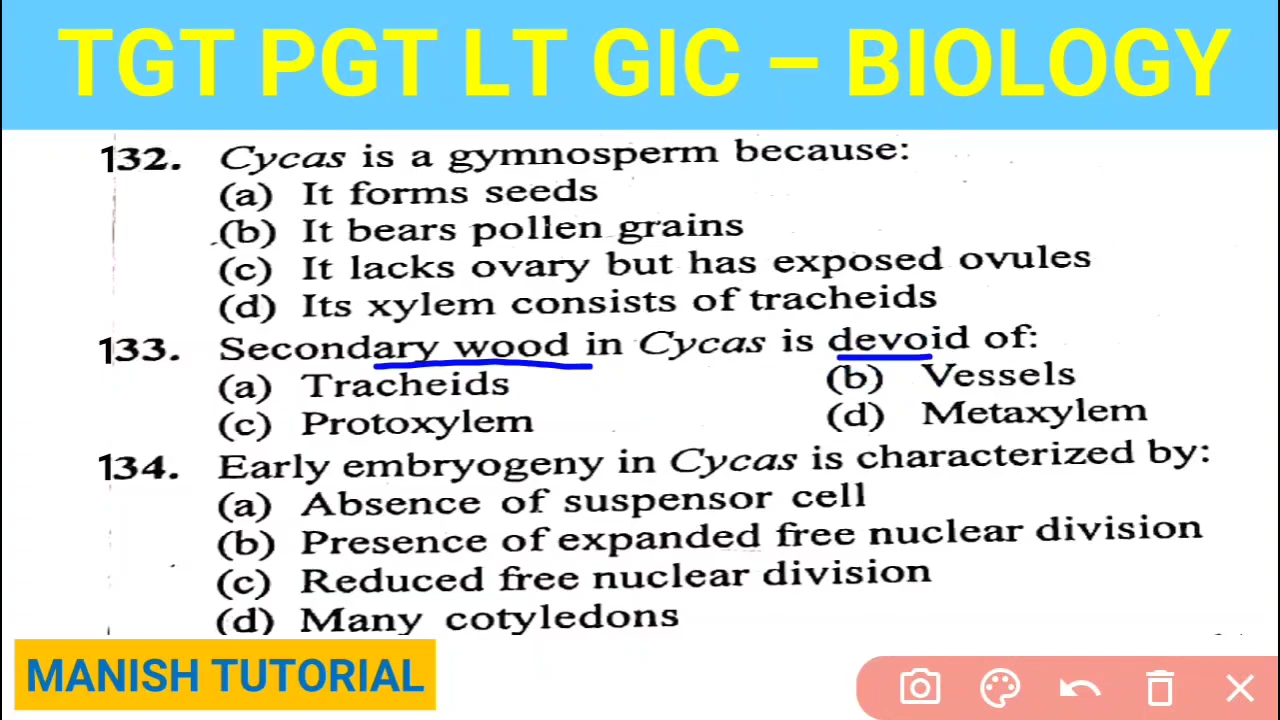 TGT PGT LT GIC – BIOLOGY
132. Cycas is a gymnosperm because:
(a) It forms seeds
(b) It bears pollen grains
(c) It lacks ovary but has exposed ovules
(d) Its xylem consists of tracheids
133. Secondary wood in Cycas is devoid of:
(a) Tracheids (b) Vessels
(c) Protoxylem (d) Metaxylem
134. Early embryogeny in Cycas is characterized by:
(a) Absence of suspensor cell
(b) Presence of expanded free nuclear division
(c) Reduced free nuclear division
(d) Many cotyledons
MANISH TUTORIAL